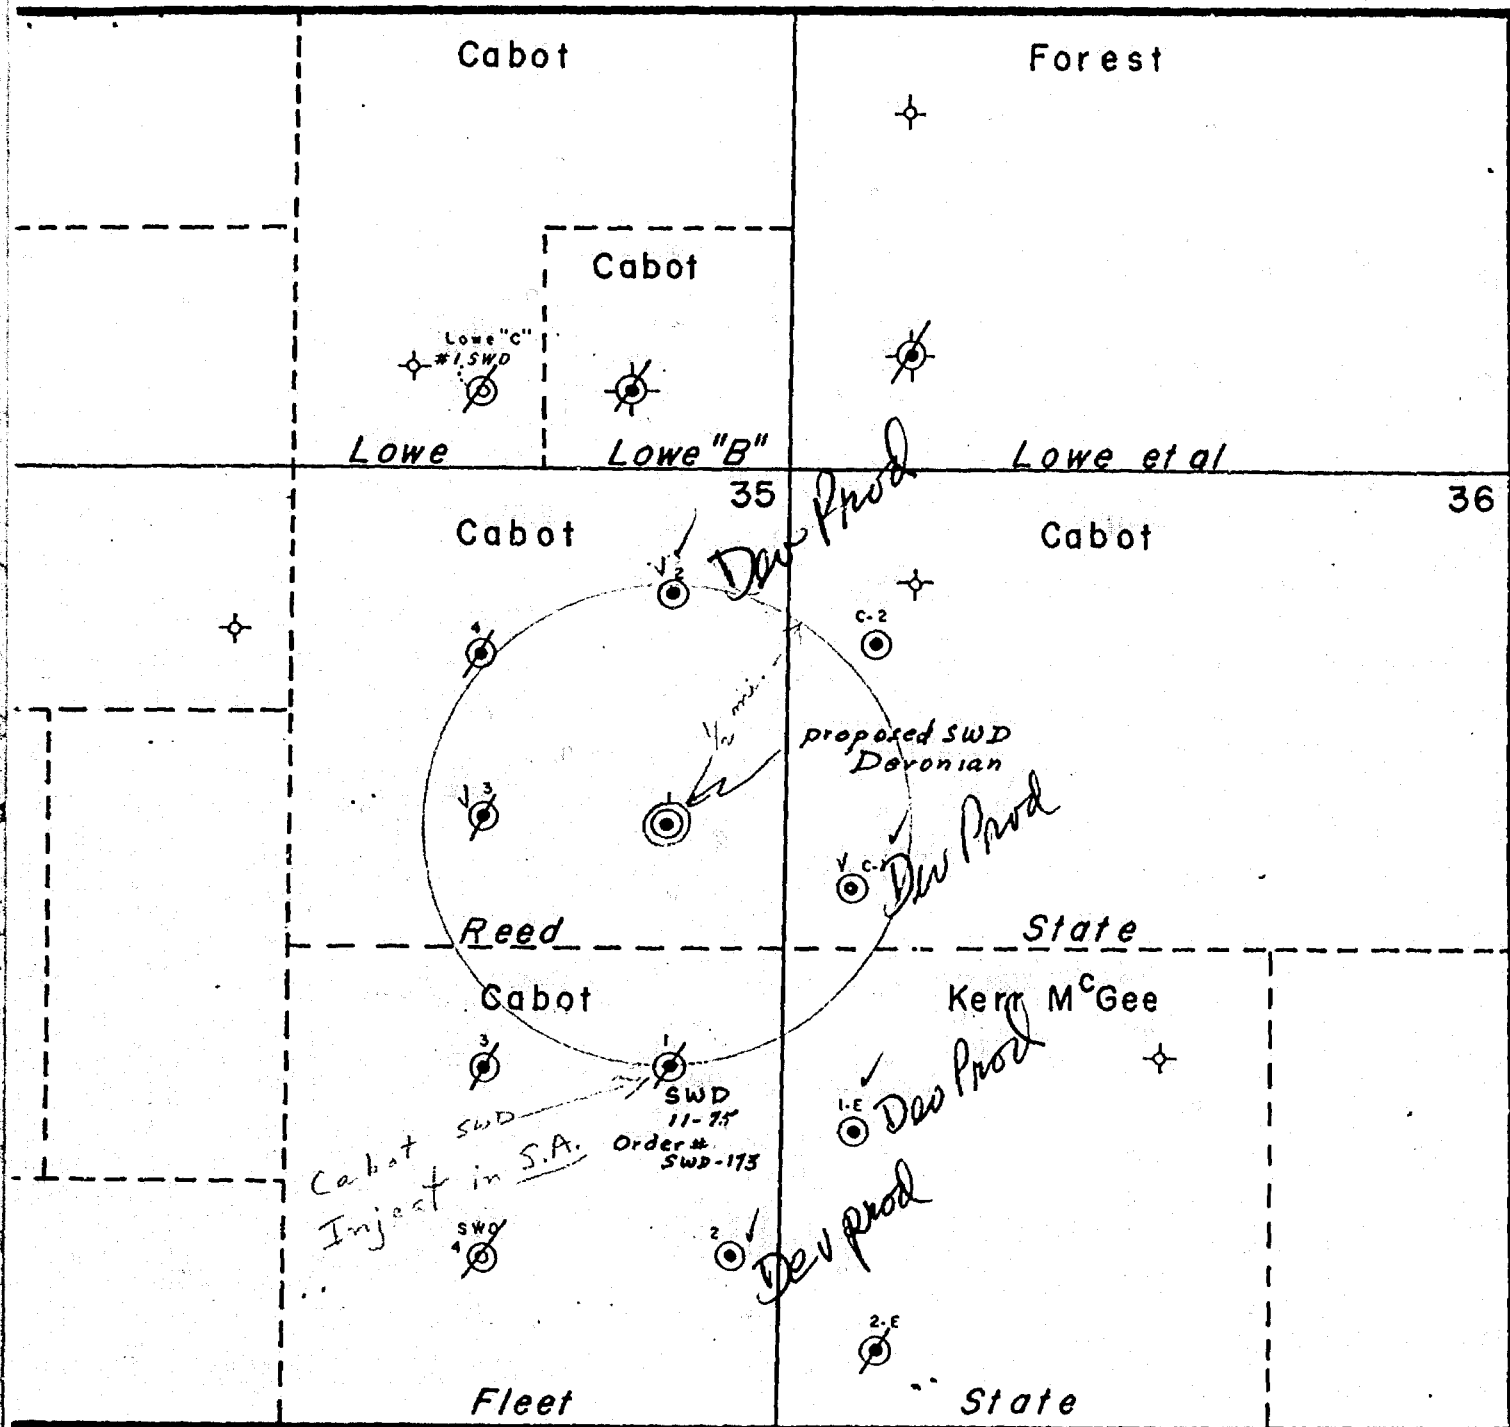 Cabot
Forest
Cabot
Lowe "C"
#1 SWD
Lowe
Lowe "B"
Lowe et al
35
36
Cabot
Cabot
Dev Prod
2
4
C-2
1/2 mi.
proposed SWD
Devonian
3
1
Dev Prod
Reed
State
Cabot
Kerr McGee
3
1
SWD
11-75
Order #
SWD-173
1-E
Dev Prod
Cabot SWD
Inject in S.A.
SWD
4
2
Dev prod
2-E
Fleet
State